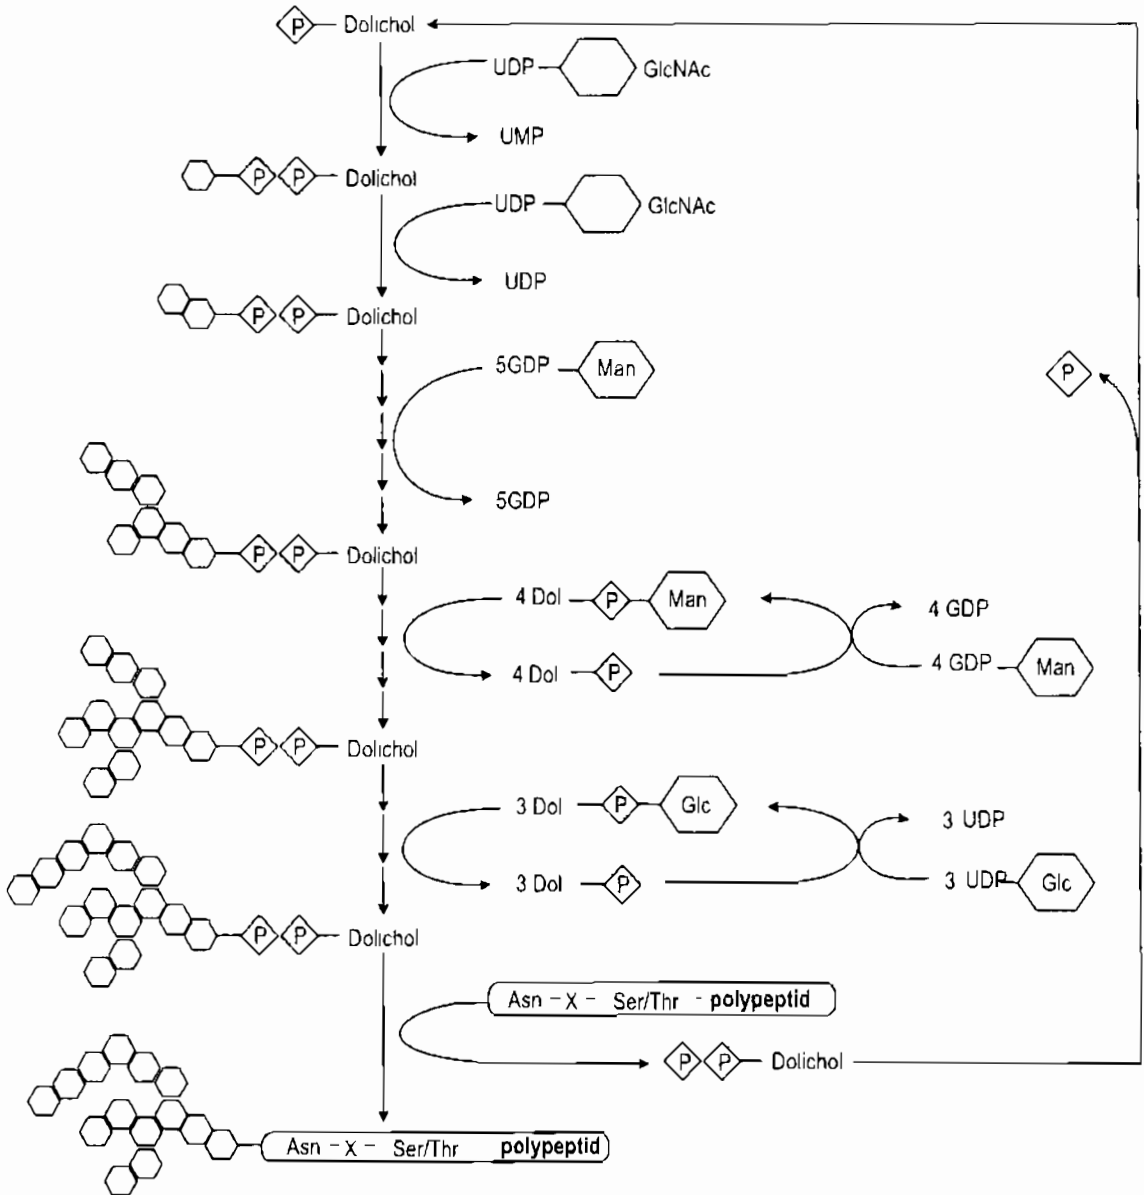 P Dolichol
UDP GlcNAc
UMP
P P Dolichol
UDP GlcNAc
UDP
P P Dolichol
5GDP Man
P
5GDP
P P Dolichol
4 Dol P Man
4 GDP
4 Dol P
4 GDP Man
P P Dolichol
3 Dol P Glc
3 UDP
3 Dol P
3 UDP Glc
P P Dolichol
Asn - X - Ser/Thr - polypeptid
P P Dolichol
Asn - X - Ser/Thr polypeptid